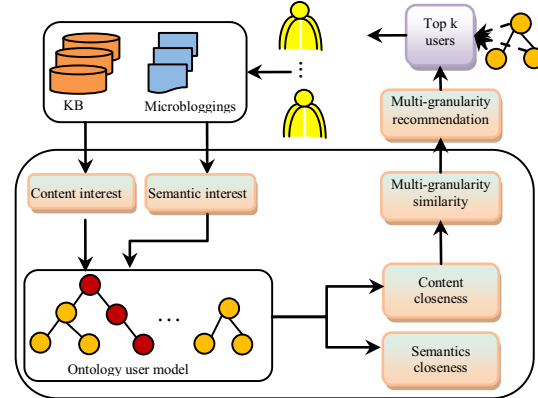 Top k
users
KB
Microbloggings
Multi-granularity
recommendation
Content interest
Semantic interest
Multi-granularity
similarity
...
Content
closeness
Ontology user model
Semantics
closeness